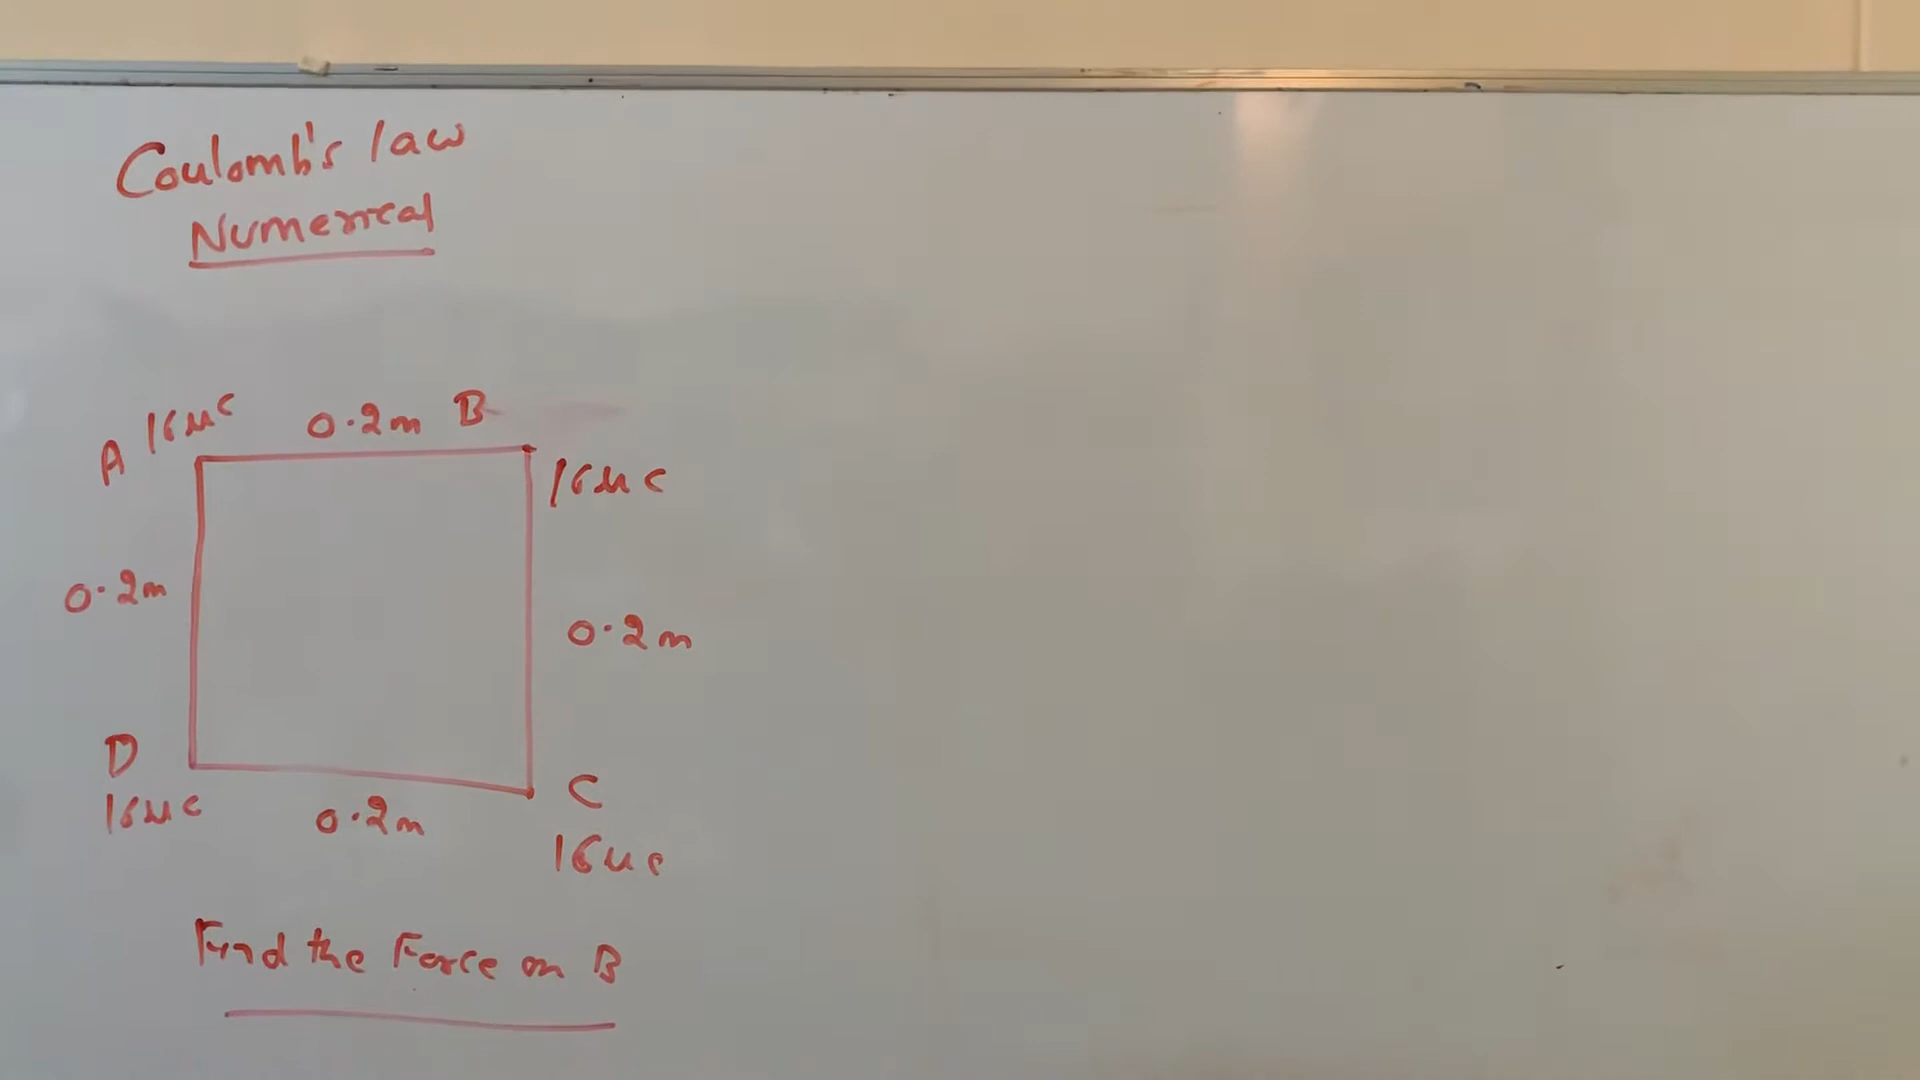 Coulomb's law
Numerical
A 16μc 0.2m B
16μc
0.2m
0.2m
D
16μc
0.2m
C
16μc
Find the Force on B